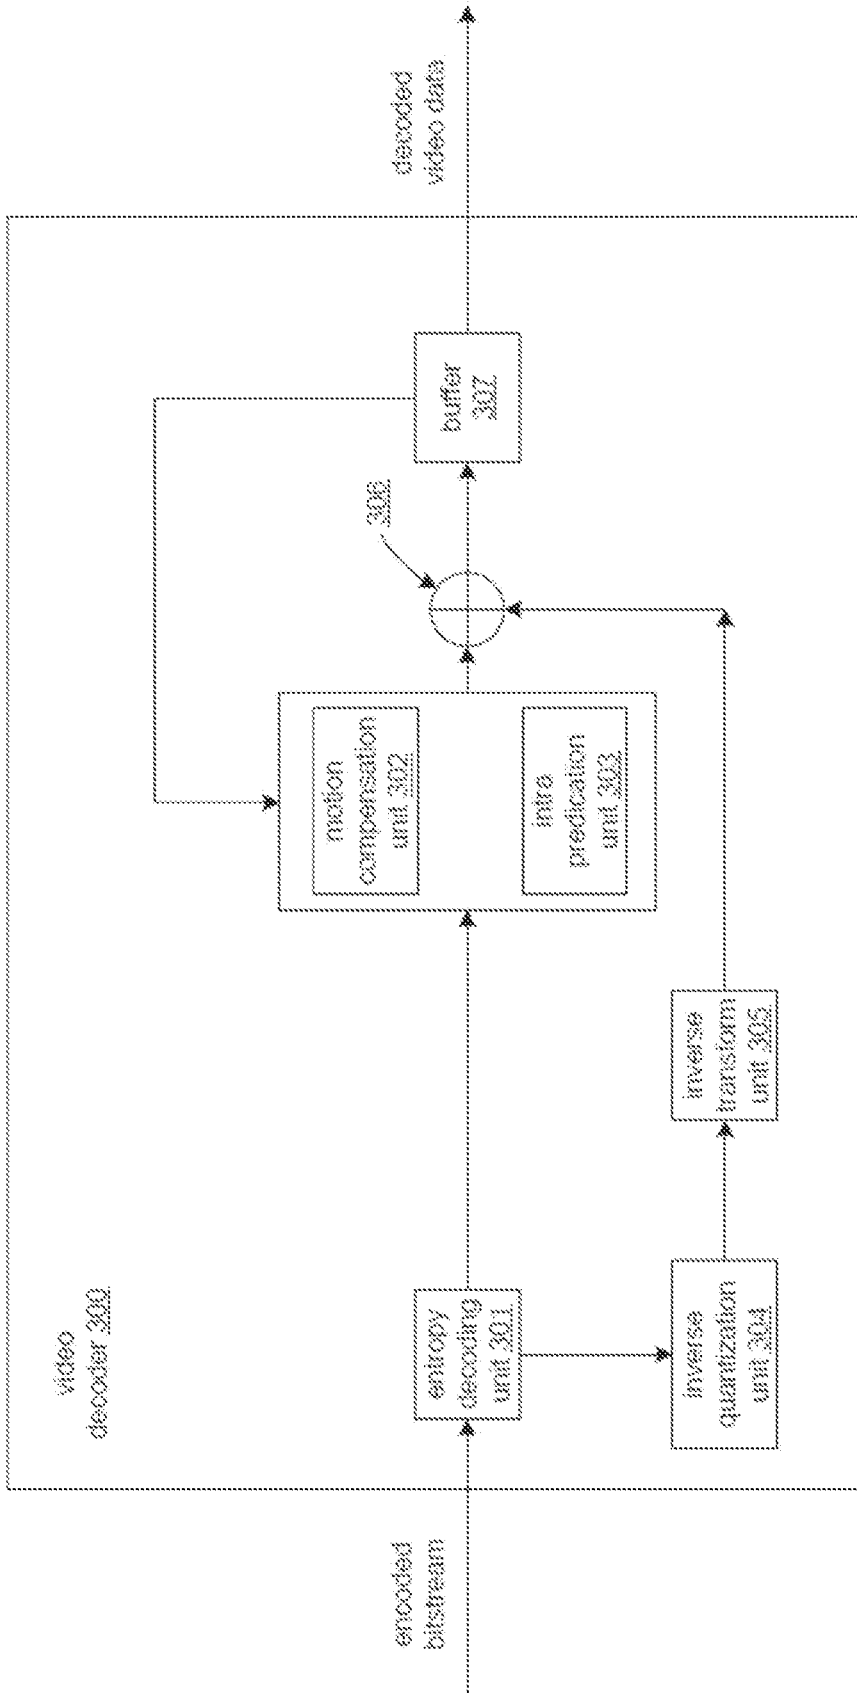 video
decoder 300
encoded
bitstream
entropy
decoding
unit 301
inverse
quantization
unit 304
inverse
transform
unit 305
motion
compensation
unit 302
intra
predication
unit 303
306
buffer
307
decoded
video data